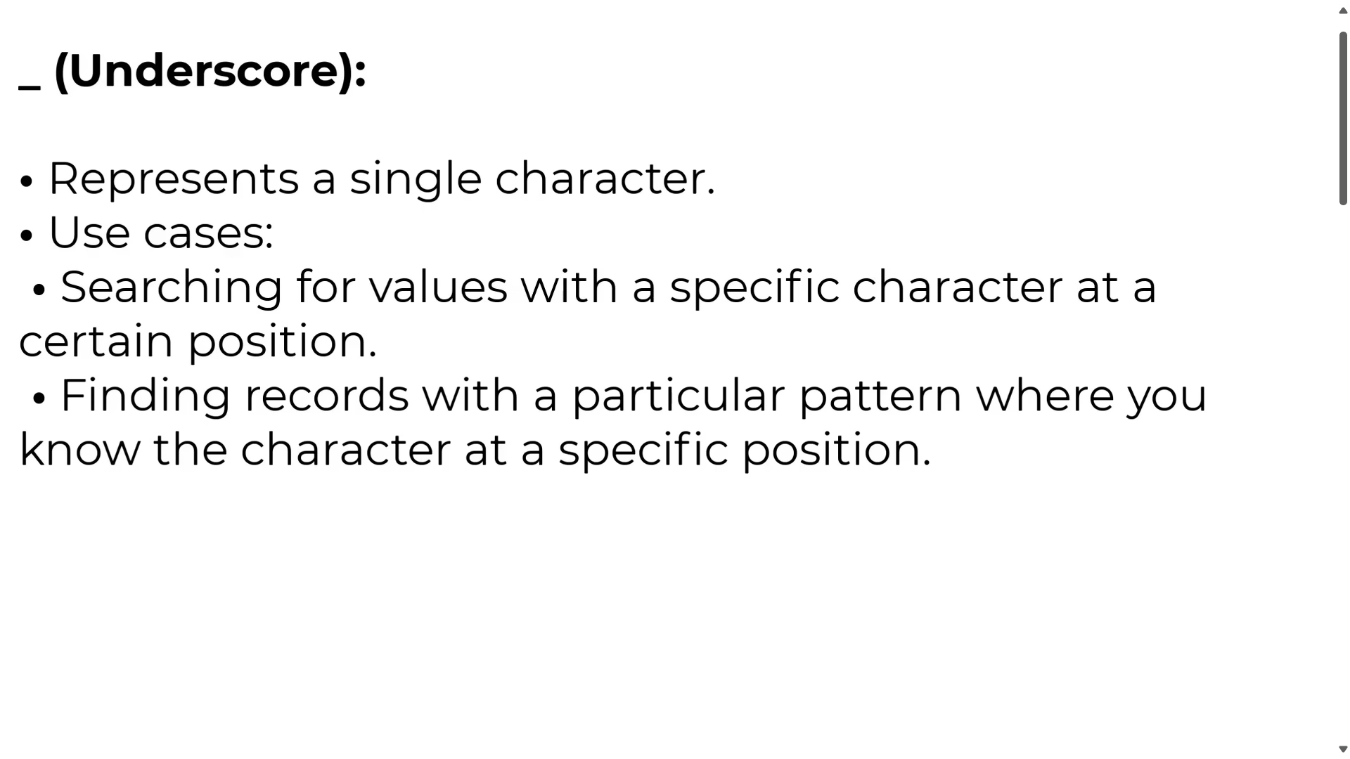 _ (Underscore):
• Represents a single character.
• Use cases:
• Searching for values with a specific character at a
certain position.
• Finding records with a particular pattern where you
know the character at a specific position.